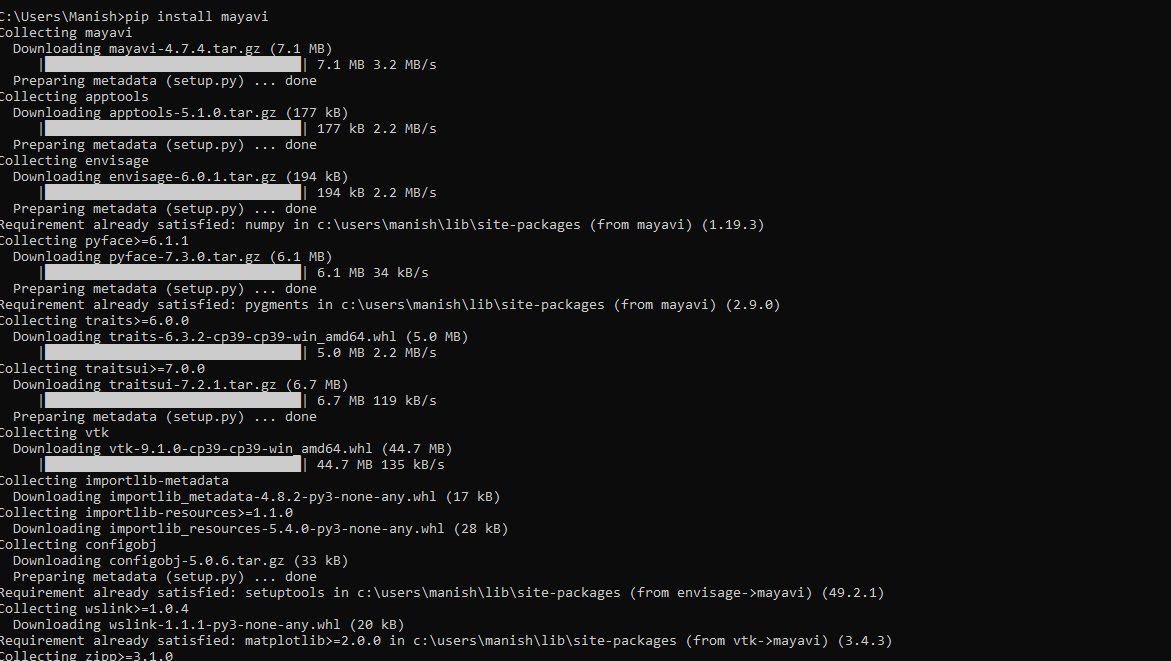 C:\Users\Manish>pip install mayavi
Collecting mayavi
Downloading mayavi-4.7.4.tar.gz (7.1 MB)
| | 7.1 MB 3.2 MB/s
Preparing metadata (setup.py) ... done
Collecting apptools
Downloading apptools-5.1.0.tar.gz (177 kB)
| | 177 kB 2.2 MB/s
Preparing metadata (setup.py) ... done
Collecting envisage
Downloading envisage-6.0.1.tar.gz (194 kB)
| | 194 kB 2.2 MB/s
Preparing metadata (setup.py) ... done
Requirement already satisfied: numpy in c:\users\manish\lib\site-packages (from mayavi) (1.19.3)
Collecting pyface>=6.1.1
Downloading pyface-7.3.0.tar.gz (6.1 MB)
| | 6.1 MB 34 kB/s
Preparing metadata (setup.py) ... done
Requirement already satisfied: pygments in c:\users\manish\lib\site-packages (from mayavi) (2.9.0)
Collecting traits>=6.0.0
Downloading traits-6.3.2-cp39-cp39-win_amd64.whl (5.0 MB)
| | 5.0 MB 2.2 MB/s
Collecting traitsui>=7.0.0
Downloading traitsui-7.2.1.tar.gz (6.7 MB)
| | 6.7 MB 119 kB/s
Preparing metadata (setup.py) ... done
Collecting vtk
Downloading vtk-9.1.0-cp39-cp39-win_amd64.whl (44.7 MB)
| | 44.7 MB 135 kB/s
Collecting importlib-metadata
Downloading importlib_metadata-4.8.2-py3-none-any.whl (17 kB)
Collecting importlib-resources>=1.1.0
Downloading importlib_resources-5.4.0-py3-none-any.whl (28 kB)
Collecting configobj
Downloading configobj-5.0.6.tar.gz (33 kB)
Preparing metadata (setup.py) ... done
Requirement already satisfied: setuptools in c:\users\manish\lib\site-packages (from envisage->mayavi) (49.2.1)
Collecting wslink>=1.0.4
Downloading wslink-1.1.1-py3-none-any.whl (20 kB)
Requirement already satisfied: matplotlib>=2.0.0 in c:\users\manish\lib\site-packages (from vtk->mayavi) (3.4.3)
Collecting zipp>=3.1.0